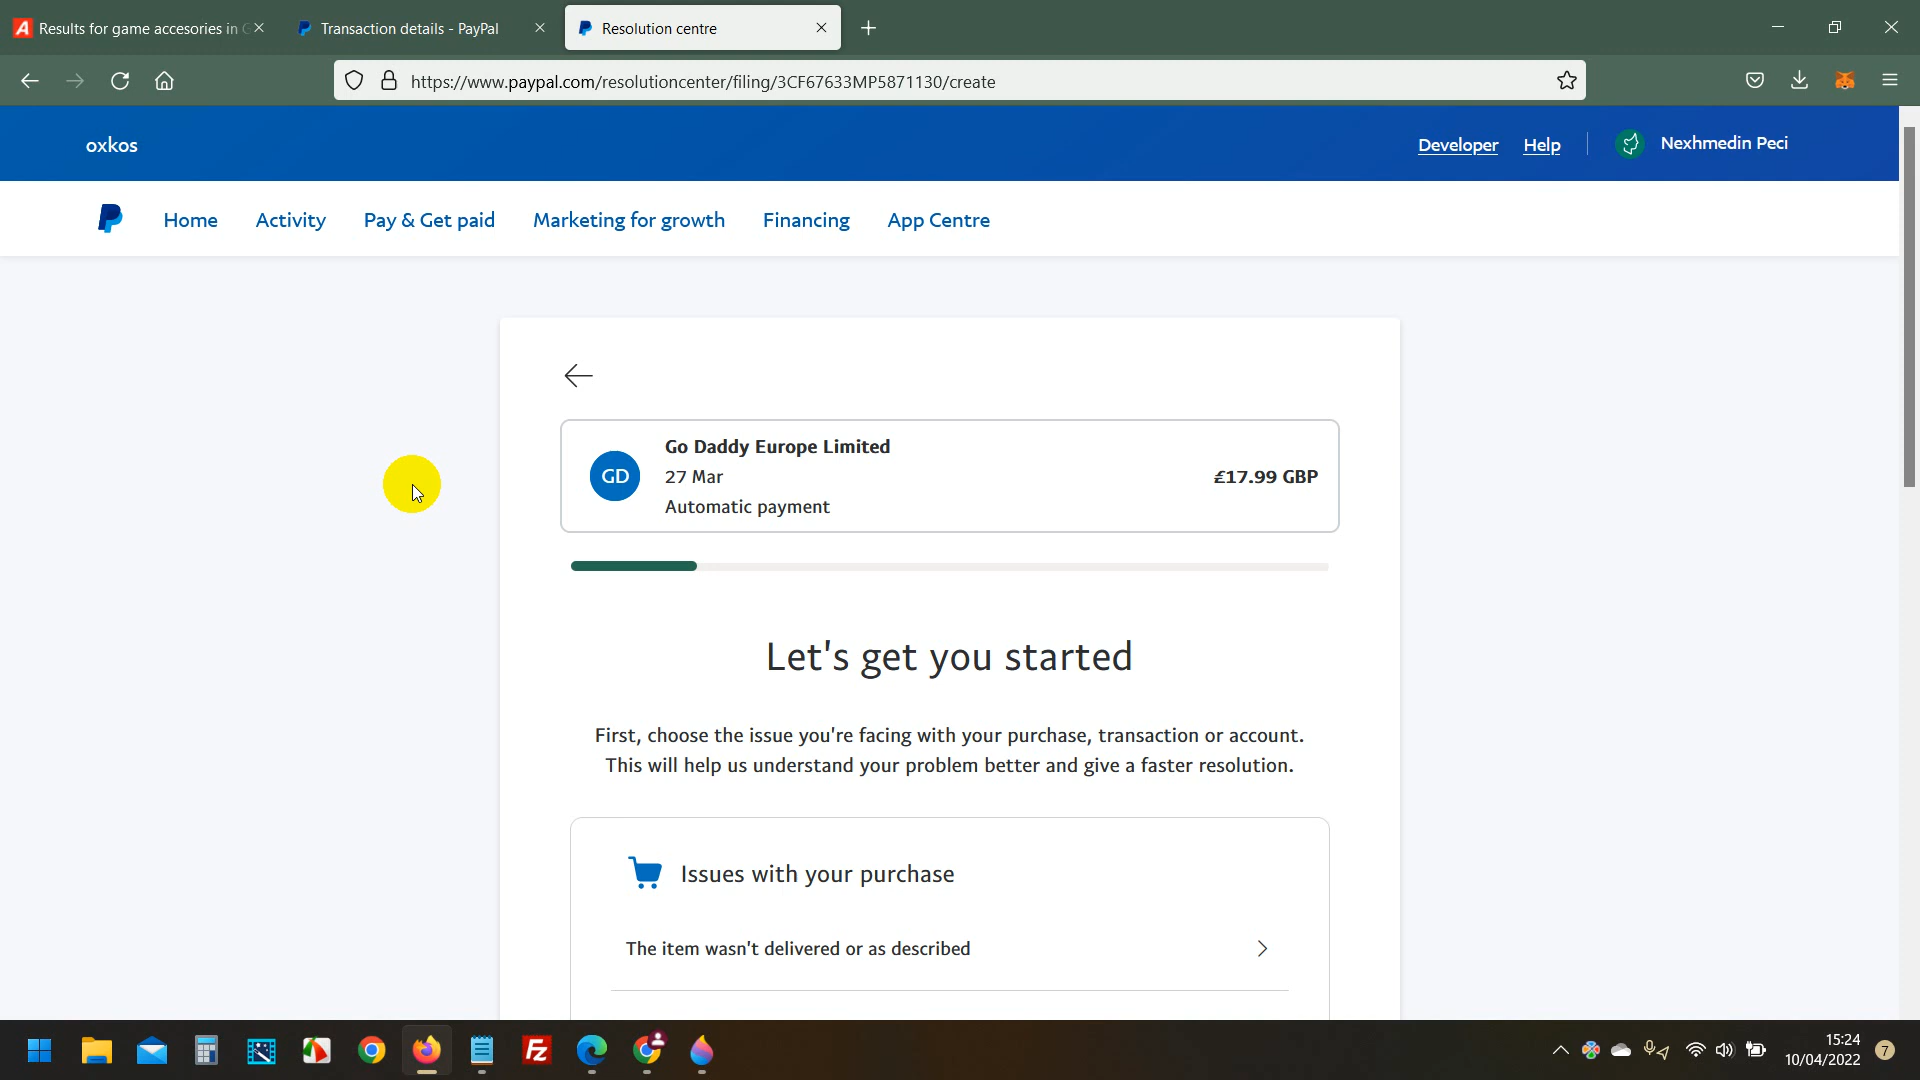 Results for game accesories in
Transaction details - PayPal
Resolution centre
https://www.paypal.com/resolutioncenter/filing/3CF67633MP5871130/create
oxkos
Developer
Help
Nexhmedin Peci
Home
Activity
Pay & Get paid
Marketing for growth
Financing
App Centre
GD
Go Daddy Europe Limited
27 Mar
Automatic payment
£17.99 GBP
Let's get you started
First, choose the issue you're facing with your purchase, transaction or account.
This will help us understand your problem better and give a faster resolution.
Issues with your purchase
The item wasn't delivered or as described
Fz
15:24
10/04/2022
7